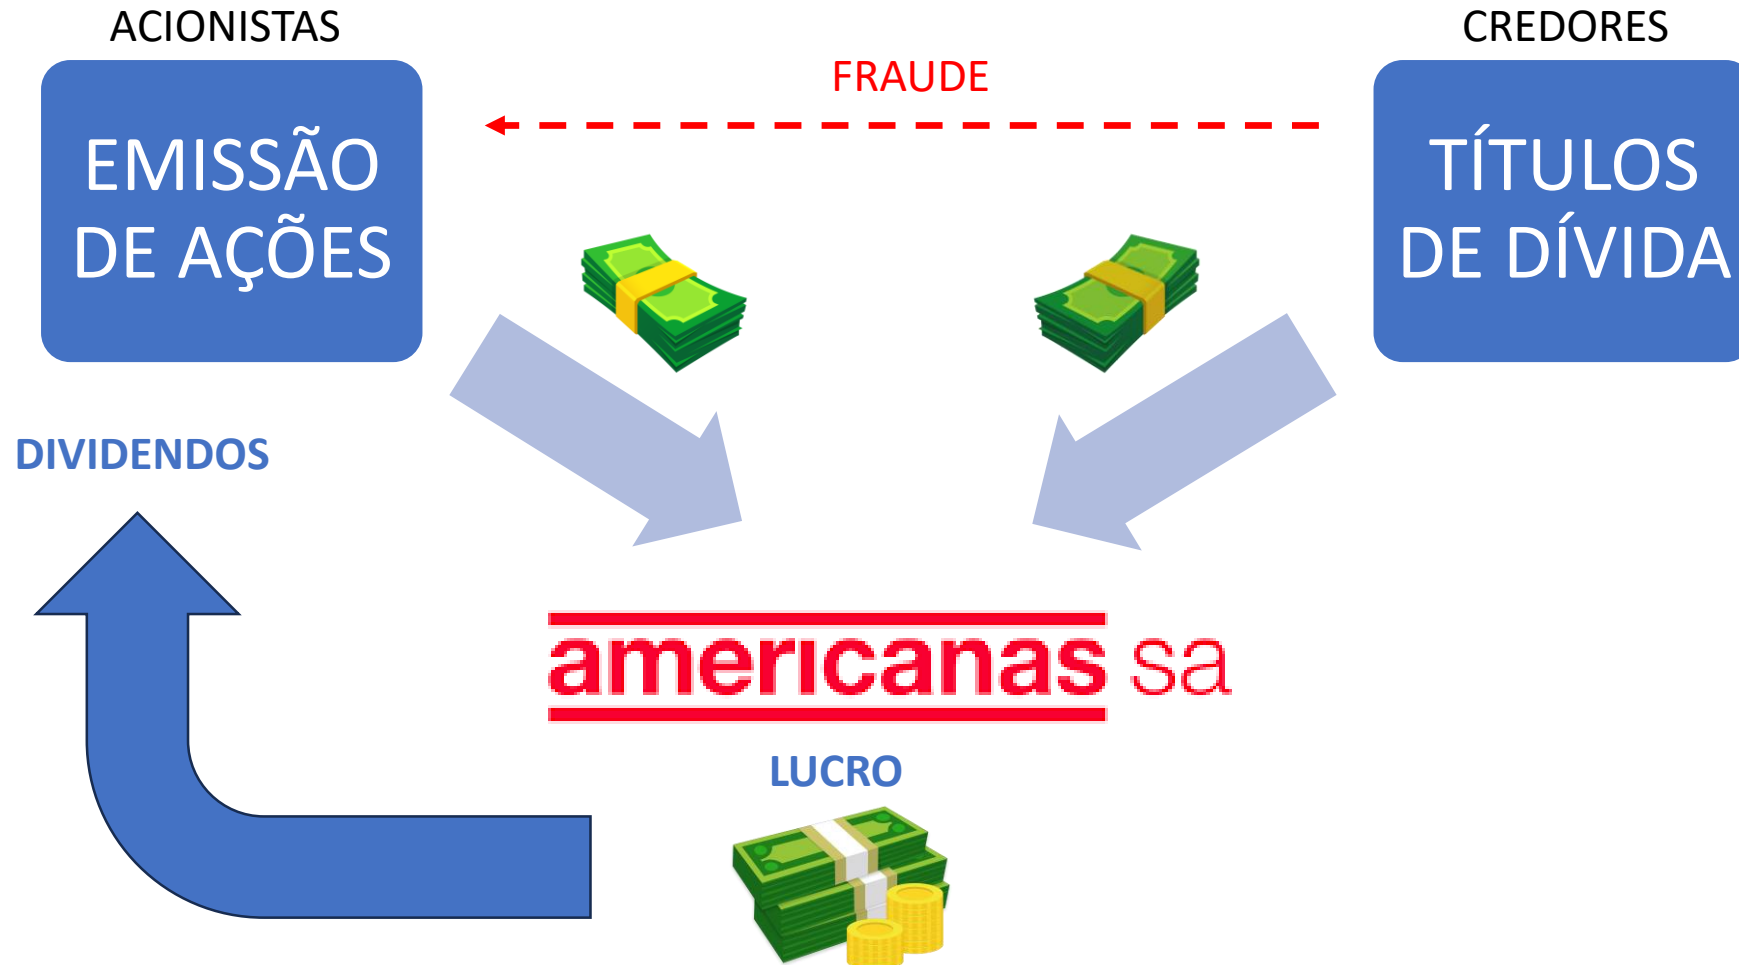 ACIONISTAS
CREDORES
FRAUDE
EMISSÃO
DE AÇÕES
TÍTULOS
DE DÍVIDA
DIVIDENDOS
americanas sa
LUCRO